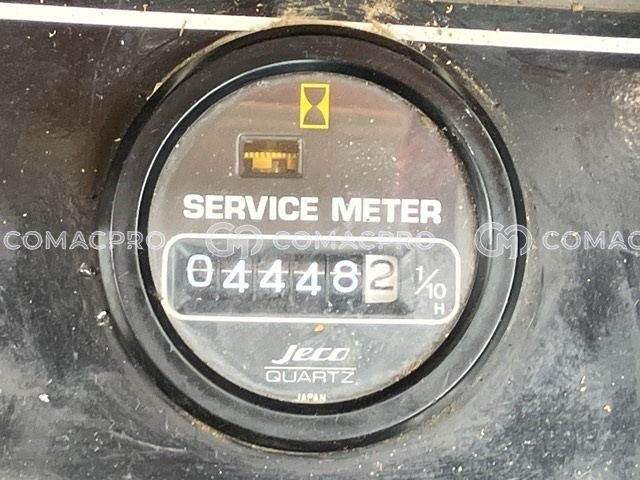 SERVICE METER
COMACPRO COMACPRO COMACPRO
044482 1/10
H
Jeco
QUARTZ
JAPAN